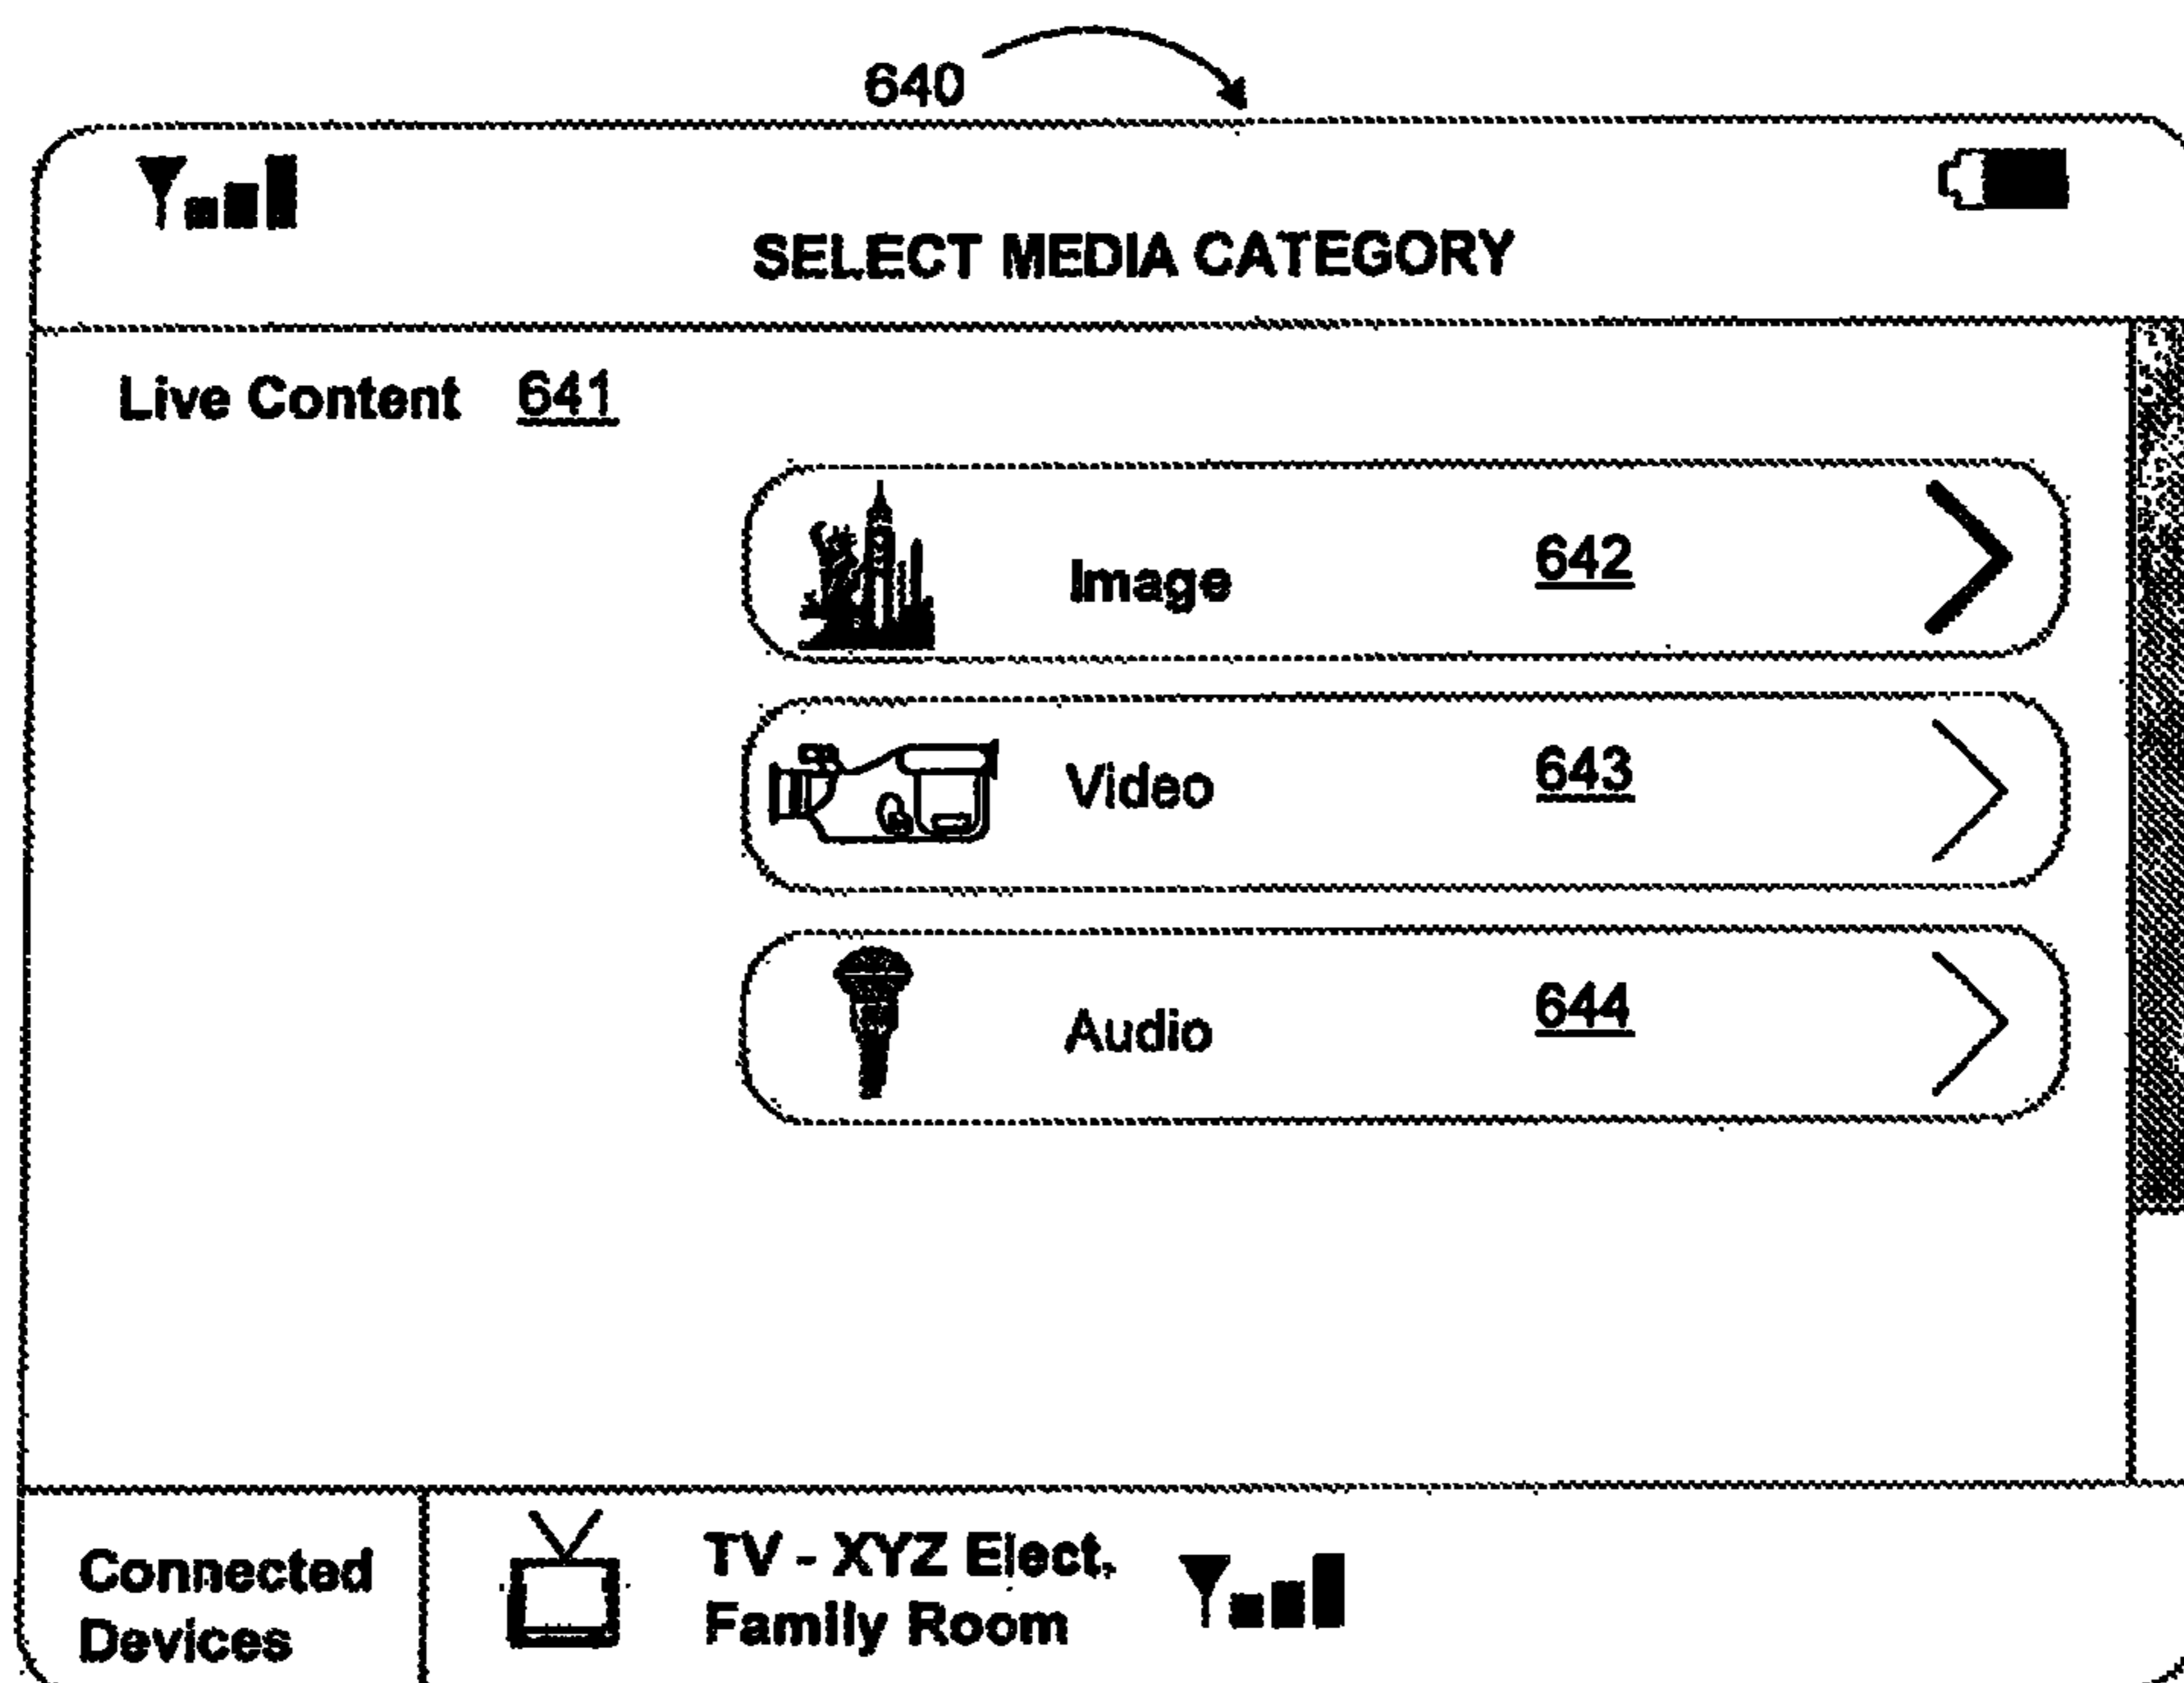 640
SELECT MEDIA CATEGORY
Live Content 641
Image 642
Video 643
Audio 644
Connected
Devices
TV - XYZ Elect.
Family Room